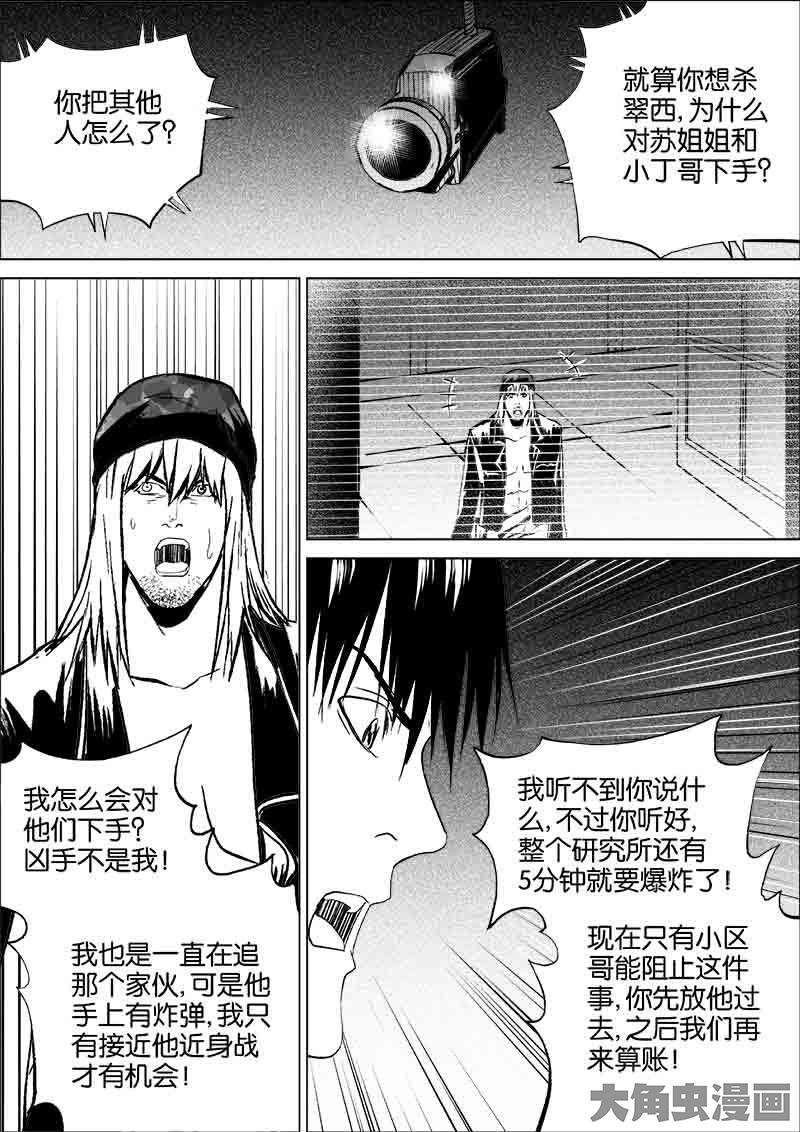 你把其他
人怎么了?
就算你想杀
翠西,为什么
对苏姐姐和
小丁哥下手?
我怎么会对
他们下手?
凶手不是我!
我也是一直在追
那个家伙,可是他
手上有炸弹,我只
有接近他近身战
才有机会!
我听不到你说什
么,不过你听好,
整个研究所还有
5分钟就要爆炸了!
现在只有小区
哥能阻止这件
事,你先放他过
去,之后我们再
来算账!
大角虫漫画